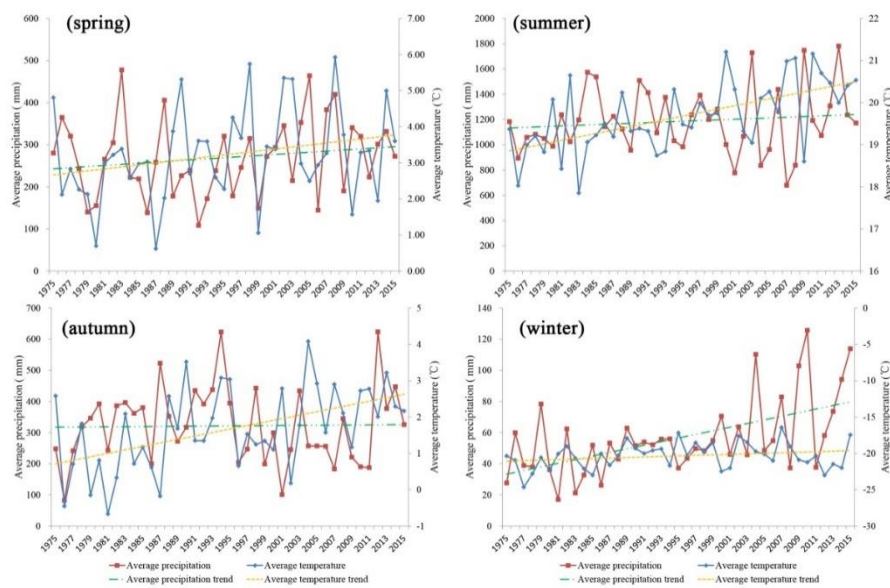 (spring)
Average precipitation ( mm)
600
500
400
300
200
100
0
7.00
6.00
5.00
4.00
3.00
2.00
1.00
0.00
Average temperature (℃)
1975 1977 1979 1981 1983 1985 1987 1989 1991 1993 1995 1997 1999 2001 2003 2005 2007 2009 2011 2013 2015
(summer)
Average precipitation ( mm)
2000
1800
1600
1400
1200
1000
800
600
400
200
0
22
21
20
19
18
17
16
Average temperature (℃)
1975 1977 1979 1981 1983 1985 1987 1989 1991 1993 1995 1997 1999 2001 2003 2005 2007 2009 2011 2013 2015
(autumn)
Average precipitation ( mm)
700
600
500
400
300
200
100
0
5
4
3
2
1
0
-1
Average temperature (℃)
1975 1977 1979 1981 1983 1985 1987 1989 1991 1993 1995 1997 1999 2001 2003 2005 2007 2009 2011 2013 2015
Average precipitation
Average temperature
Average precipitation trend
Average temperature trend
(winter)
Average precipitation ( mm)
140
120
100
80
60
40
20
0
0
-5
-10
-15
-20
-25
-30
Average temperature (℃)
1975 1977 1979 1981 1983 1985 1987 1989 1991 1993 1995 1997 1999 2001 2003 2005 2007 2009 2011 2013 2015
Average precipitation
Average temperature
Average precipitation trend
Average temperature trend